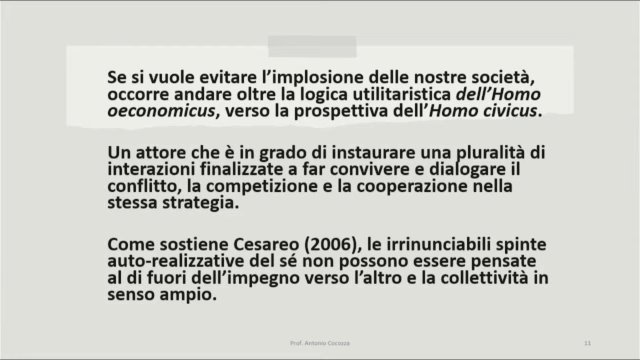 Se si vuole evitare l'implosione delle nostre società,
occorre andare oltre la logica utilitaristica dell'Homo
oeconomicus, verso la prospettiva dell'Homo civicus.
Un attore che è in grado di instaurare una pluralità di
interazioni finalizzate a far convivere e dialogare il
conflitto, la competizione e la cooperazione nella
stessa strategia.
Come sostiene Cesareo (2006), le irrinunciabili spinte
auto-realizzative del sé non possono essere pensate
al di fuori dell'impegno verso l'altro e la collettività in
senso ampio.
Prof. Antonio Cocozza
11